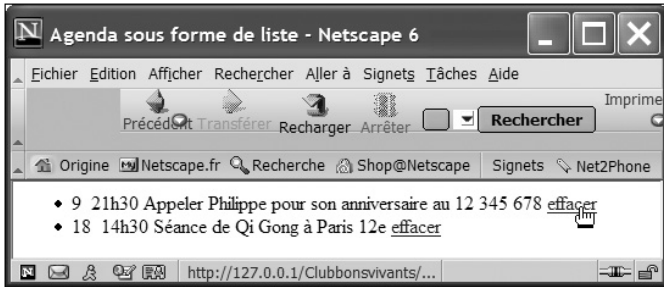 N Agenda sous forme de liste - Netscape 6
Fichier Edition Afficher Rechercher Aller à Signets Tâches Aide
Précédent Transférer Recharger Arrêter Rechercher Imprime
Origine Netscape.fr Recherche Shop@Netscape Signets Net2Phone
• 9 21h30 Appeler Philippe pour son anniversaire au 12 345 678 effacer
• 18 14h30 Séance de Qi Gong à Paris 12e effacer
N http://127.0.0.1/Clubbonsvivants/...